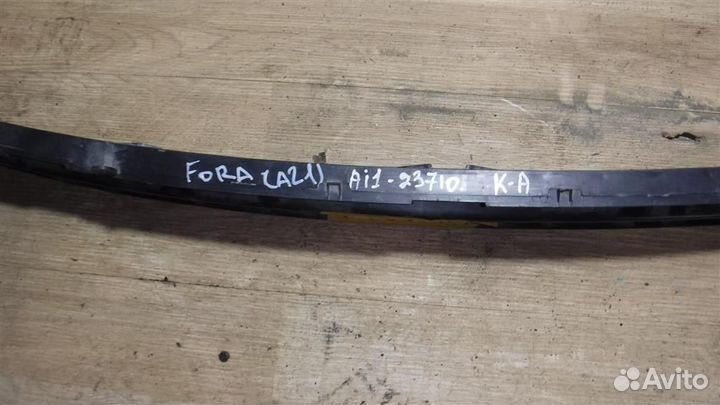 FORA (A21) Ai1-23710. K-A
Avito